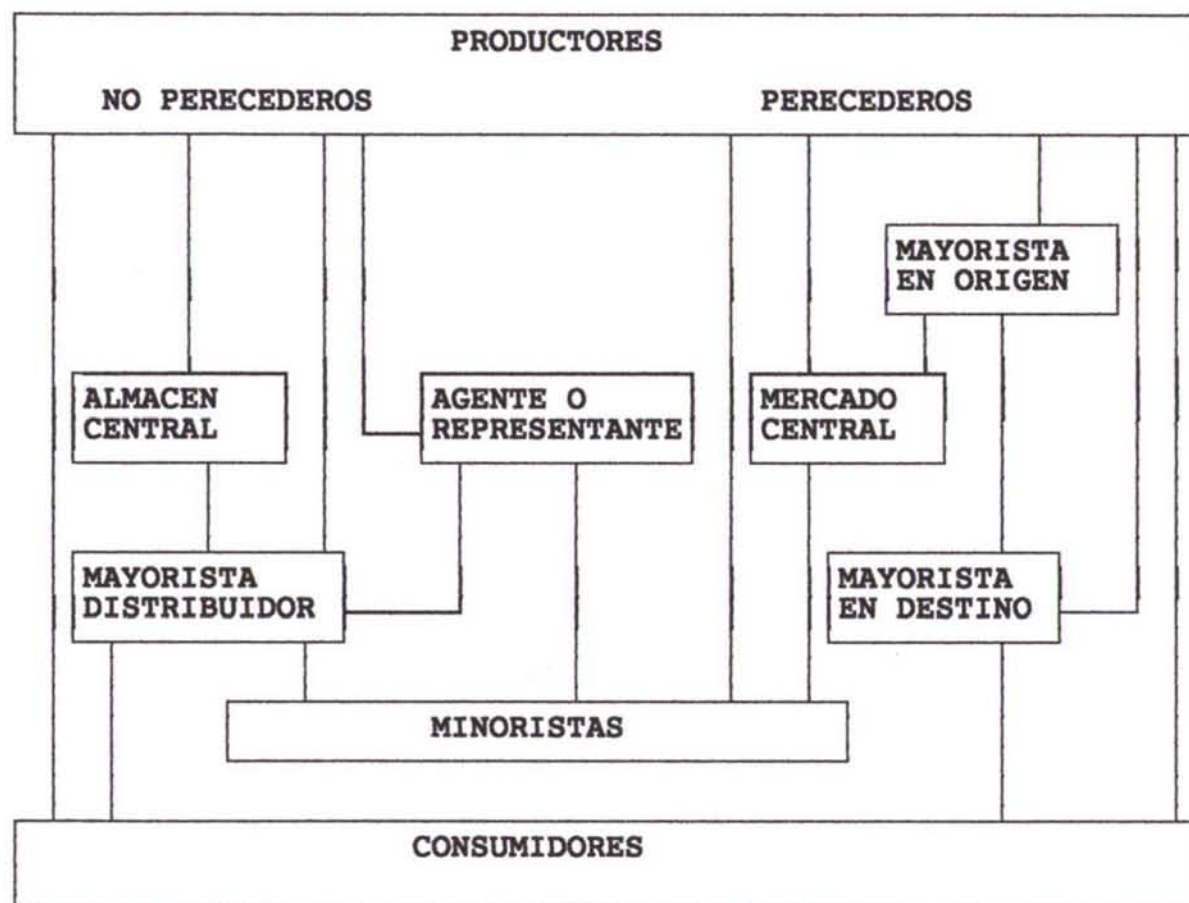 PRODUCTORES
NO PERECEDEROS
PERECEDEROS
MAYORISTA
EN ORIGEN
ALMACEN
CENTRAL
AGENTE O
REPRESENTANTE
MERCADO
CENTRAL
MAYORISTA
DISTRIBUIDOR
MAYORISTA
EN DESTINO
MINORISTAS
CONSUMIDORES